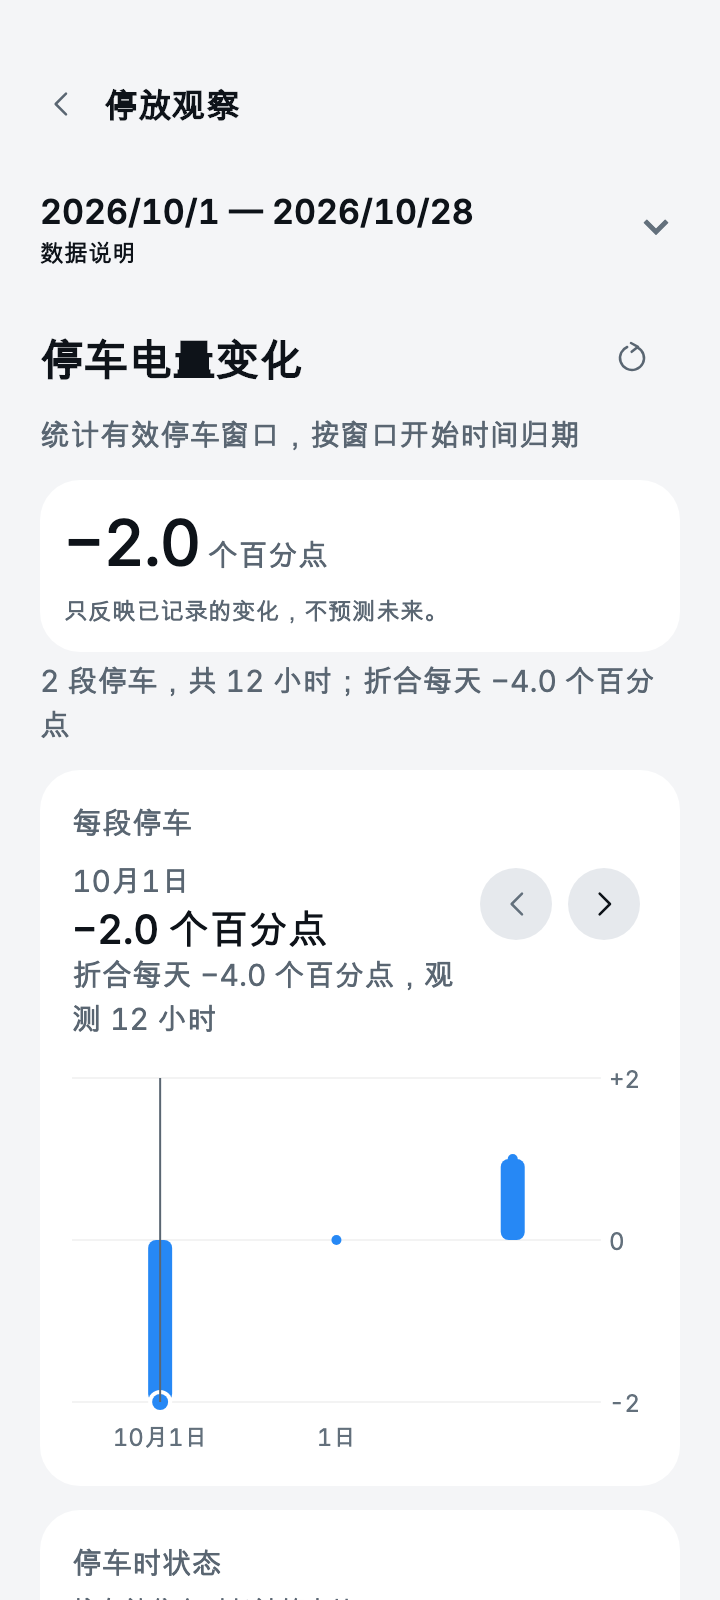 停放观察
2026/10/1 — 2026/10/28
数据说明
停车电量变化
统计有效停车窗口，按窗口开始时间归期
−2.0 个百分点
只反映已记录的变化，不预测未来。
2 段停车，共 12 小时；折合每天 −4.0 个百分
点
每段停车
10月1日
−2.0 个百分点
折合每天 −4.0 个百分点，观
测 12 小时
+2
0
-2
10月1日
1日
停车时状态